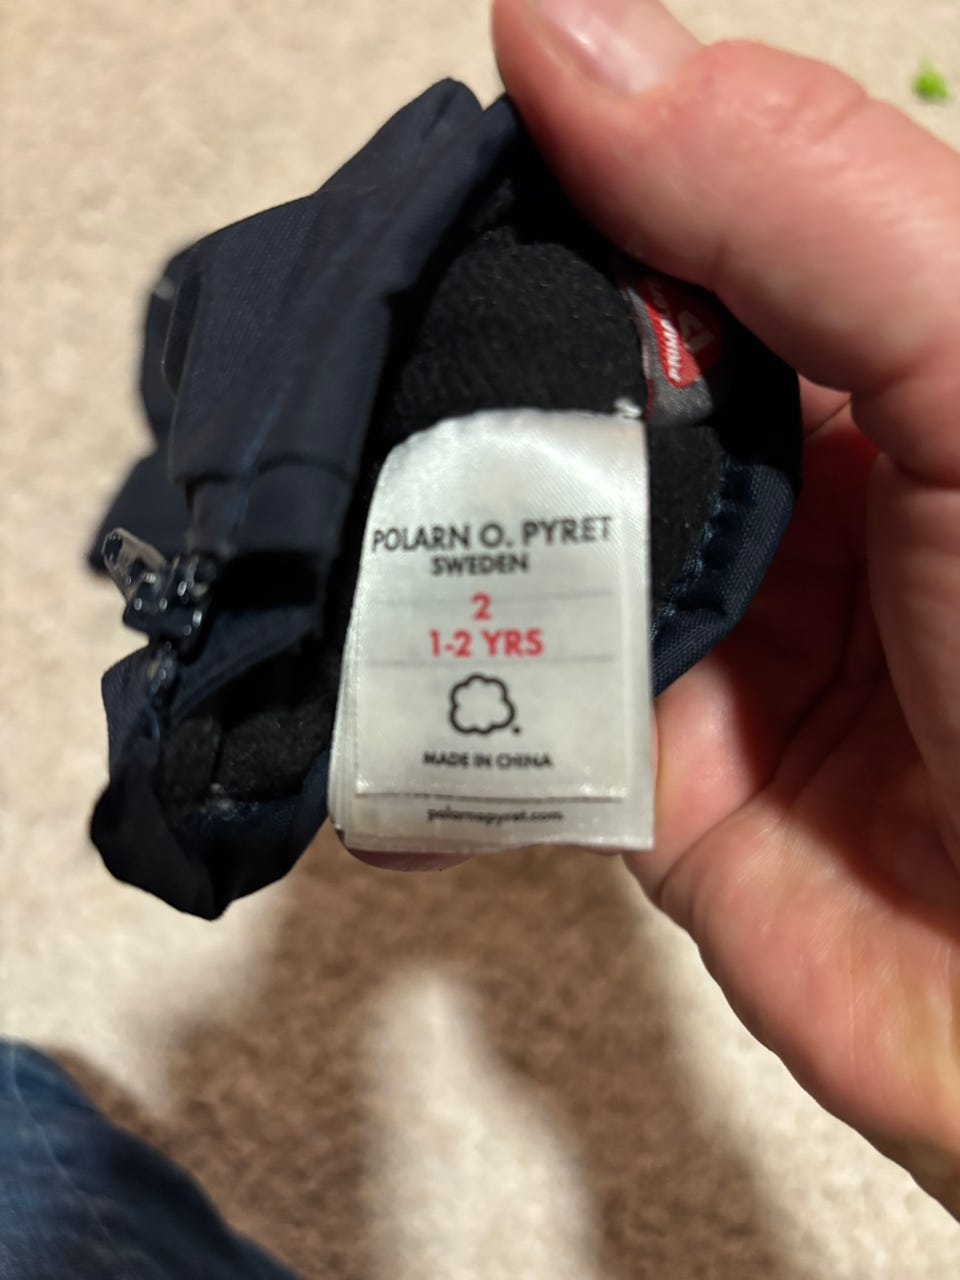 POLARN O. PYRET
SWEDEN
2
1-2 YRS
MADE IN CHINA
polarnopyret.com